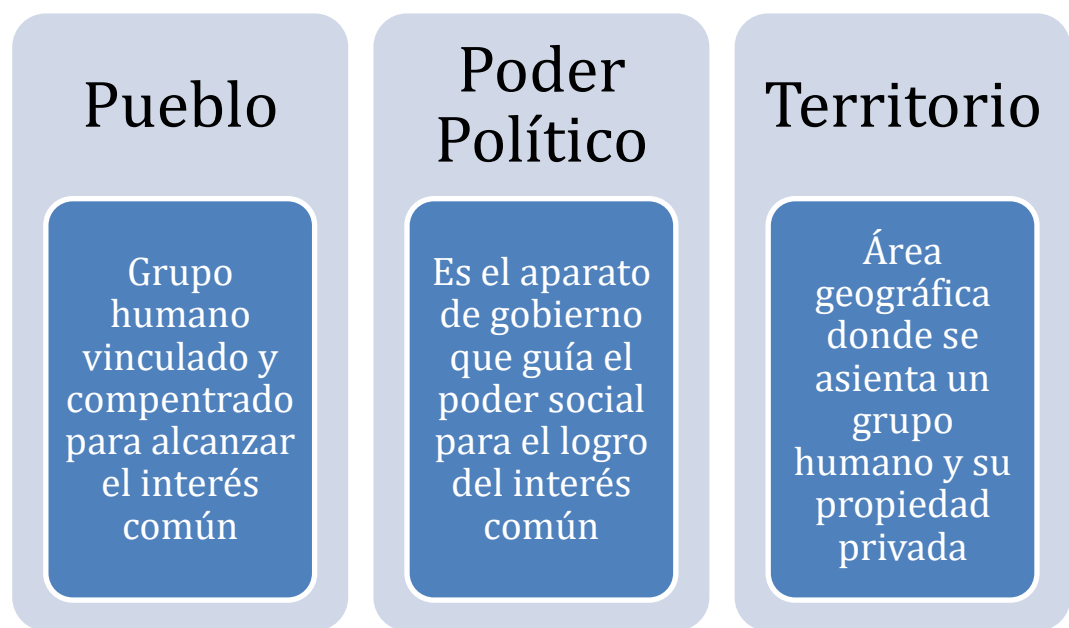 Pueblo
Grupo
humano
vinculado y
compentrado
para alcanzar
el interés
común
Poder
Político
Es el aparato
de gobierno
que guía el
poder social
para el logro
del interés
común
Territorio
Área
geográfica
donde se
asienta un
grupo
humano y su
propiedad
privada